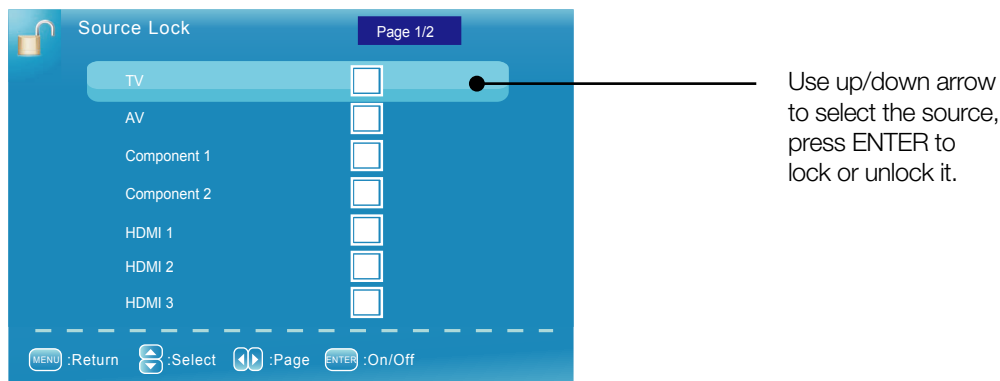 Source Lock
Page 1/2
TV
AV
Component 1
Component 2
HDMI 1
HDMI 2
HDMI 3
MENU :Return :Select :Page ENTER :On/Off
Use up/down arrow
to select the source,
press ENTER to
lock or unlock it.